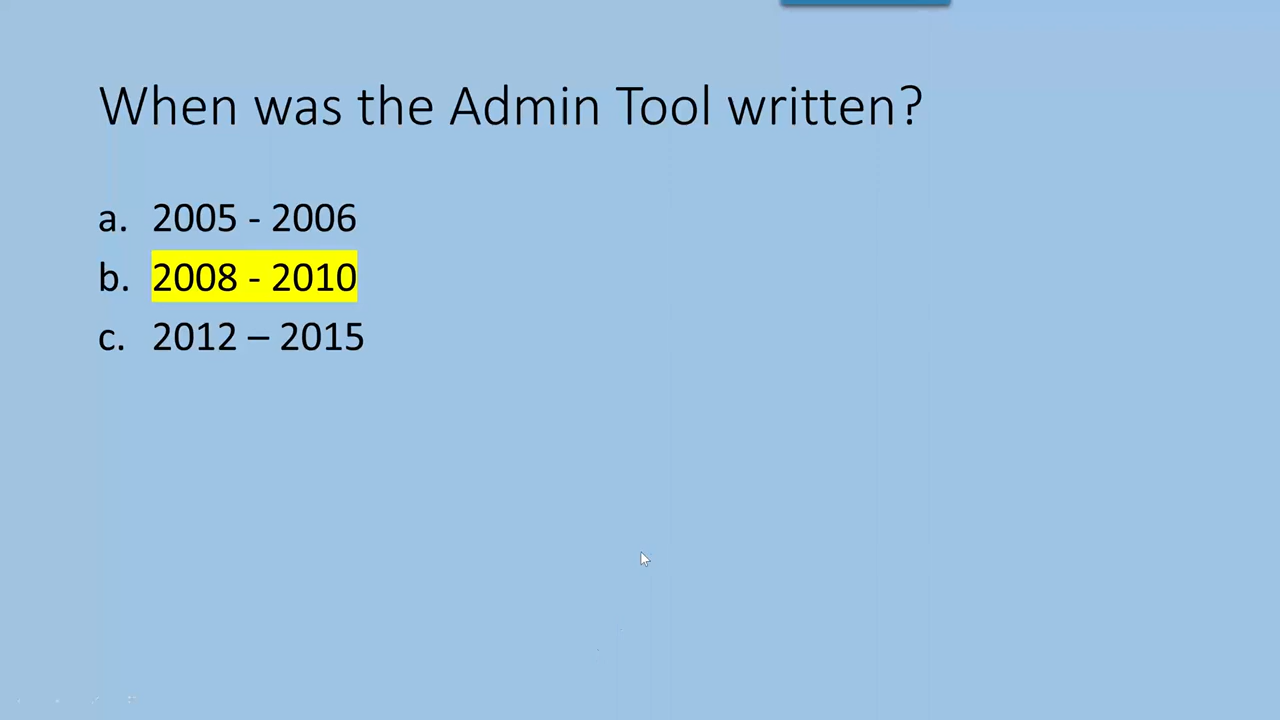 When was the Admin Tool written?
a. 2005 - 2006
b. 2008 - 2010
c. 2012 – 2015